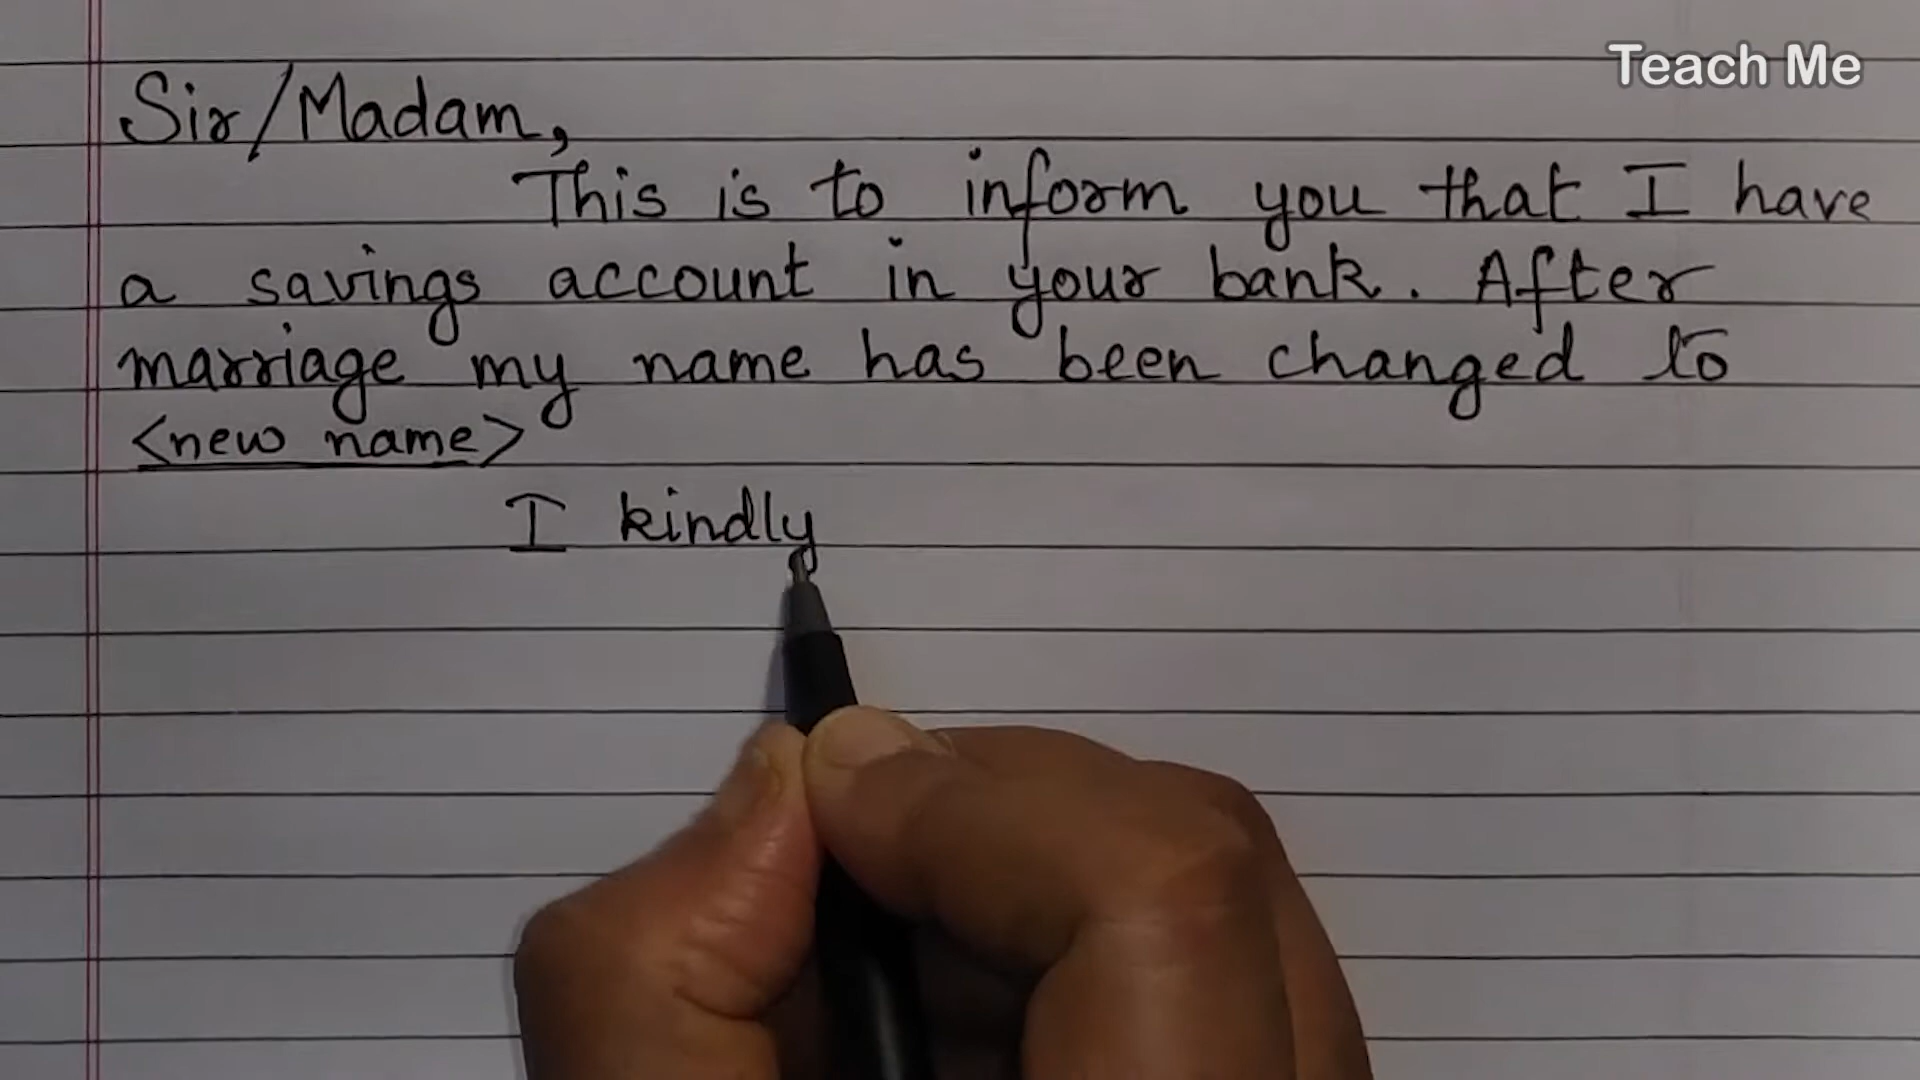 Teach Me
Sir/Madam,
This is to inform you that I have
a savings account in your bank. After
marriage my name has been changed to
<new name>
I kindly